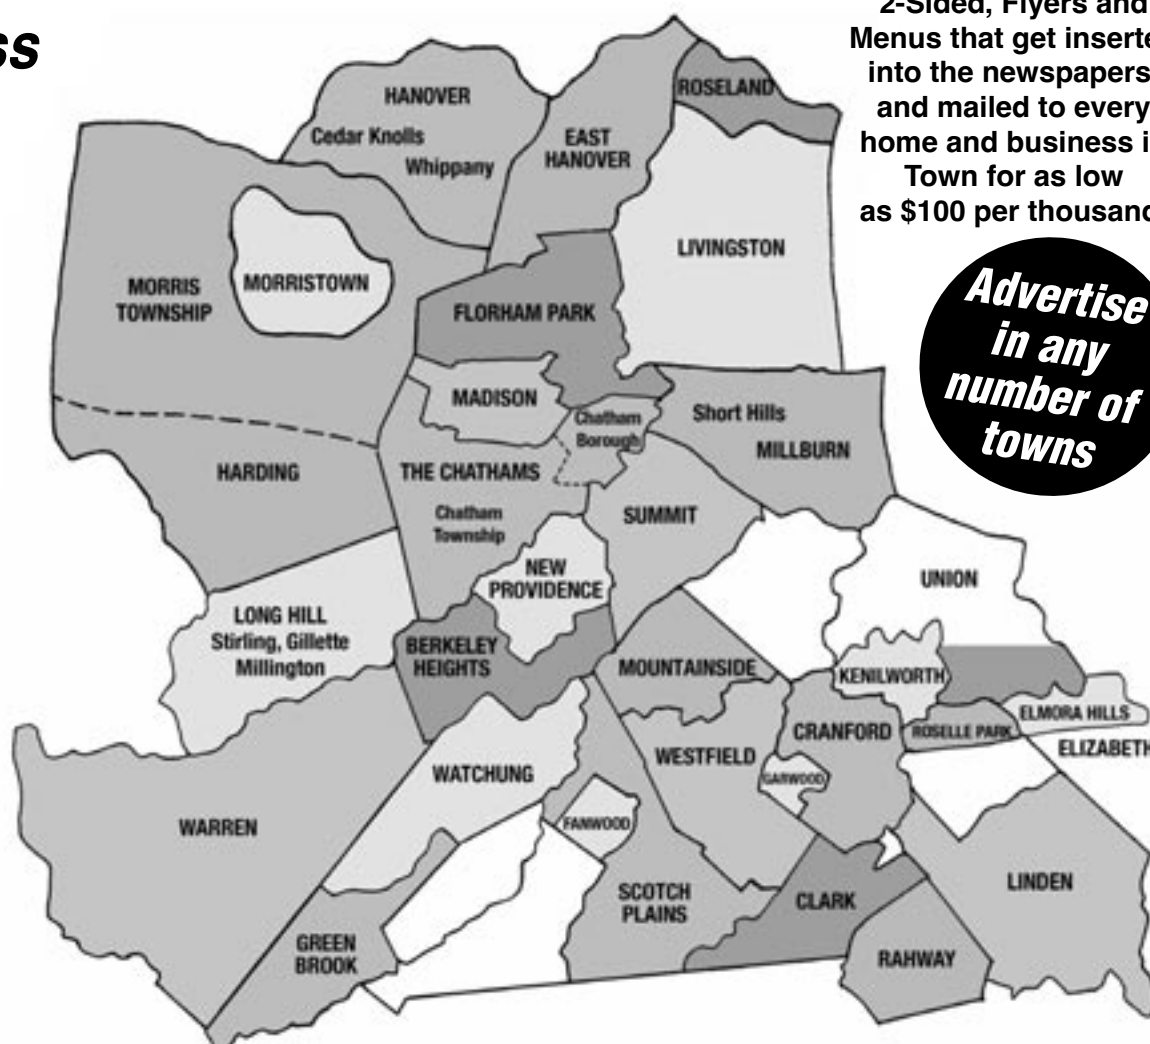 ss
2-Sided, Flyers and
Menus that get inserte
into the newspapers
and mailed to every
home and business i
Town for as low
as $100 per thousand
Advertise
in any
number of
towns
HANOVER
Cedar Knolls
Whippany
EAST
HANOVER
ROSELAND
LIVINGSTON
MORRIS
TOWNSHIP
MORRISTOWN
FLORHAM PARK
MADISON
Chatham
Borough
Short Hills
MILLBURN
HARDING
THE CHATHAMS
Chatham
Township
SUMMIT
NEW
PROVIDENCE
UNION
LONG HILL
Stirling, Gillette
Millington
BERKELEY
HEIGHTS
MOUNTAINSIDE
KENILWORTH
ELMORA HILLS
CRANFORD
ROSELLE PARK
ELIZABETH
WESTFIELD
GARWOOD
WATCHUNG
WARREN
FANWOOD
SCOTCH
PLAINS
CLARK
LINDEN
GREEN
BROOK
RAHWAY